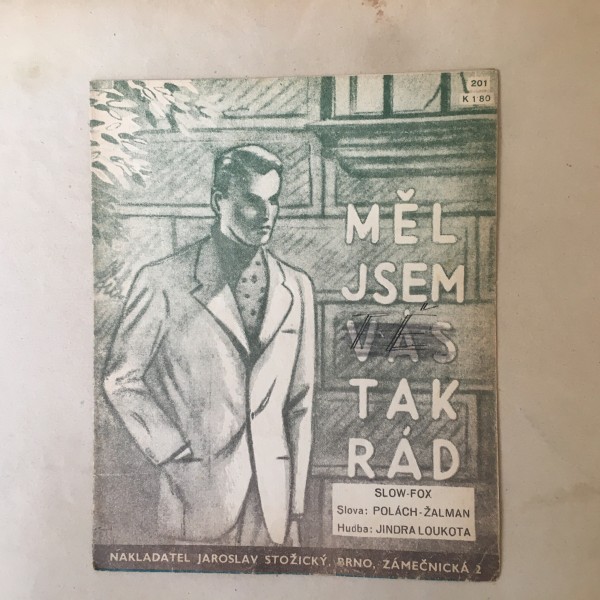 201
K 1 80
MĚL
JSEM
VÁS
TAK
RÁD
SLOW-FOX
Slova: POLÁCH-ŽALMAN
Hudba: JINDRA LOUKOTA
NAKLADATEL JAROSLAV STOŽICKÝ, BRNO, ZÁMEČNICKÁ 2